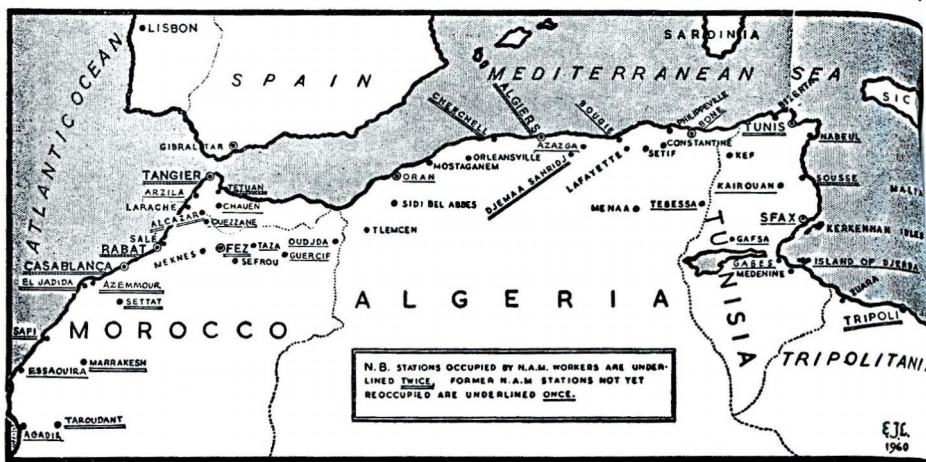 LISBON
SARDINIA
ATLANTIC OCEAN
SPAIN
MEDITERRANEAN SEA
SIC
CHERCHELL
ALGIERS
BOUGIE
PHILIPPEVILLE
BONE
BISERTA
TUNIS
NABEUL
GIBRALTAR
AZAZGA
CONSTANTINE
SETIF
KEF
ORLEANSVILLE
MOSTAGANEM
LAFAYETTE
DJEMAA SAHRIDJ
TANGIER
ORAN
TETUAN
ARZILA
KAIROUAN
SOUSSE
MALTA
LARACHE
CHAUEN
SIDI BEL ABBES
MENAA
TEBESSA
ALCAZAR
OUEZZANE
SFAX
TLEMCEN
KERKENHAH ISLES
SALE
RABAT
MEKNES
FEZ
TAZA
OUDJDA
GAFSA
SEFROU
GUERCIF
CASABLANCA
GABES
ISLAND OF DJERBA
MEDENINE
EL JADIDA
AZEMMOUR
ZUARA
SETTAT
ALGERIA
TUNISIA
TRIPOLI
SAFI
MOROCCO
TRIPOLITANI
MARRAKESH
ESSAOUIRA
N.B. STATIONS OCCUPIED BY N.A.M. WORKERS ARE UNDER-
LINED TWICE, FORMER N.A.M STATIONS NOT YET
REOCCUPIED ARE UNDERLINED ONCE.
TAROUDANT
AGADIR
E.J.L.
1960